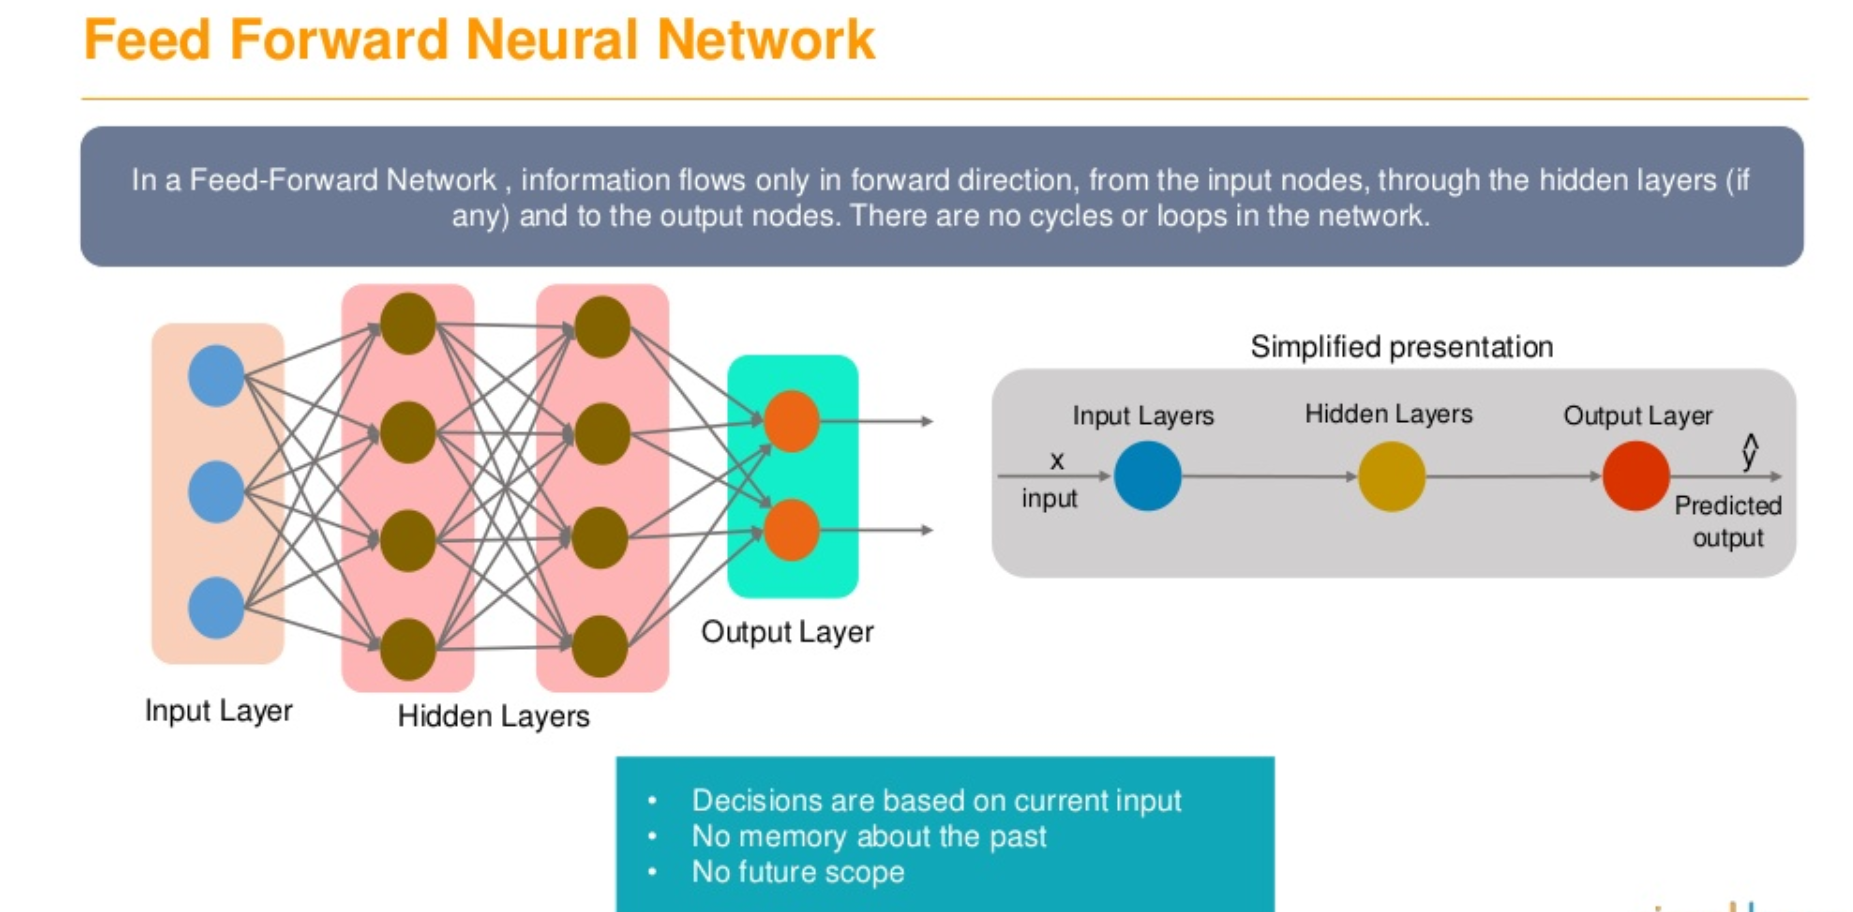 Feed Forward Neural Network
In a Feed-Forward Network , information flows only in forward direction, from the input nodes, through the hidden layers (if
any) and to the output nodes. There are no cycles or loops in the network.
Input Layer
Hidden Layers
Output Layer
Simplified presentation
Input Layers
Hidden Layers
Output Layer
x
input
ŷ
Predicted
output
• Decisions are based on current input
• No memory about the past
• No future scope